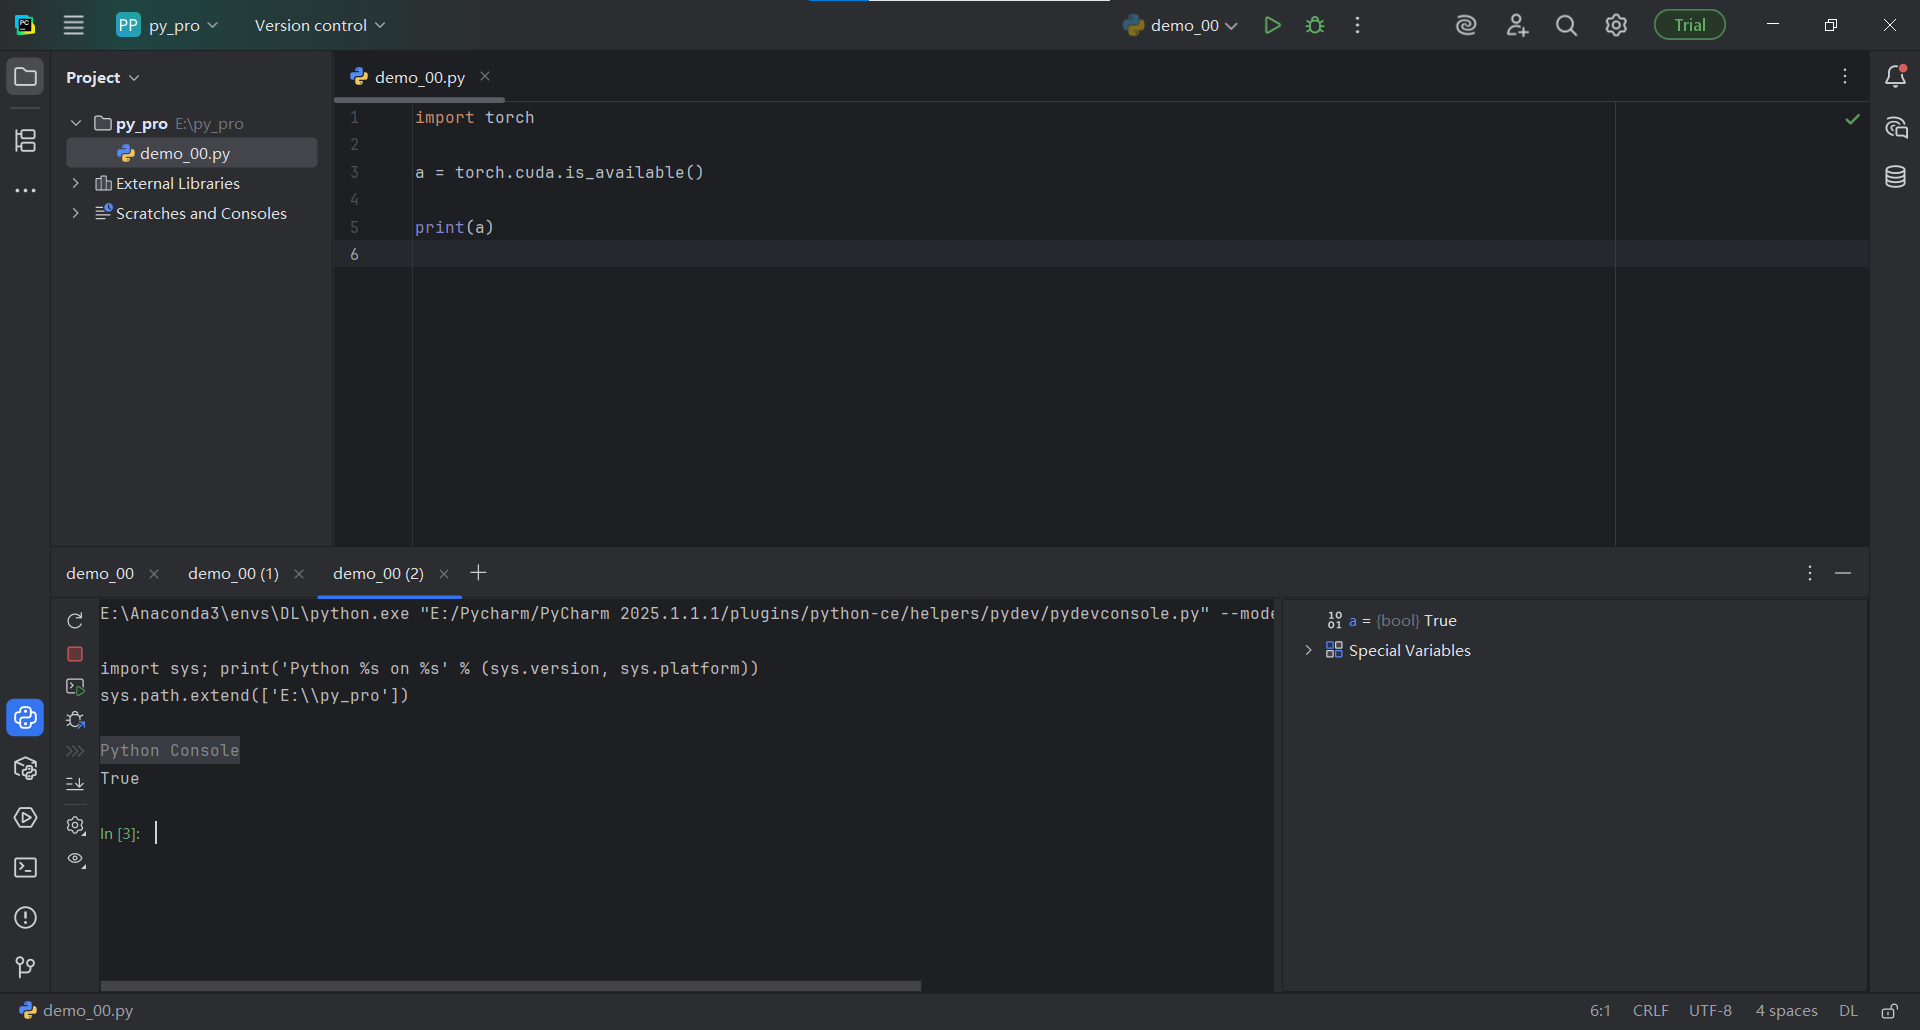 PC
PP py_pro
Version control
demo_00
Trial
Project
py_pro E:\py_pro
demo_00.py
External Libraries
Scratches and Consoles
demo_00.py
1 import torch
2
3 a = torch.cuda.is_available()
4
5 print(a)
6
demo_00 demo_00 (1) demo_00 (2)
E:\Anaconda3\envs\DL\python.exe "E:/Pycharm/PyCharm 2025.1.1.1/plugins/python-ce/helpers/pydev/pydevconsole.py" --mode
import sys; print('Python %s on %s' % (sys.version, sys.platform))
sys.path.extend(['E:\\py_pro'])
Python Console
True
In [3]:
10
01 a = {bool} True
Special Variables
demo_00.py
6:1 CRLF UTF-8 4 spaces DL